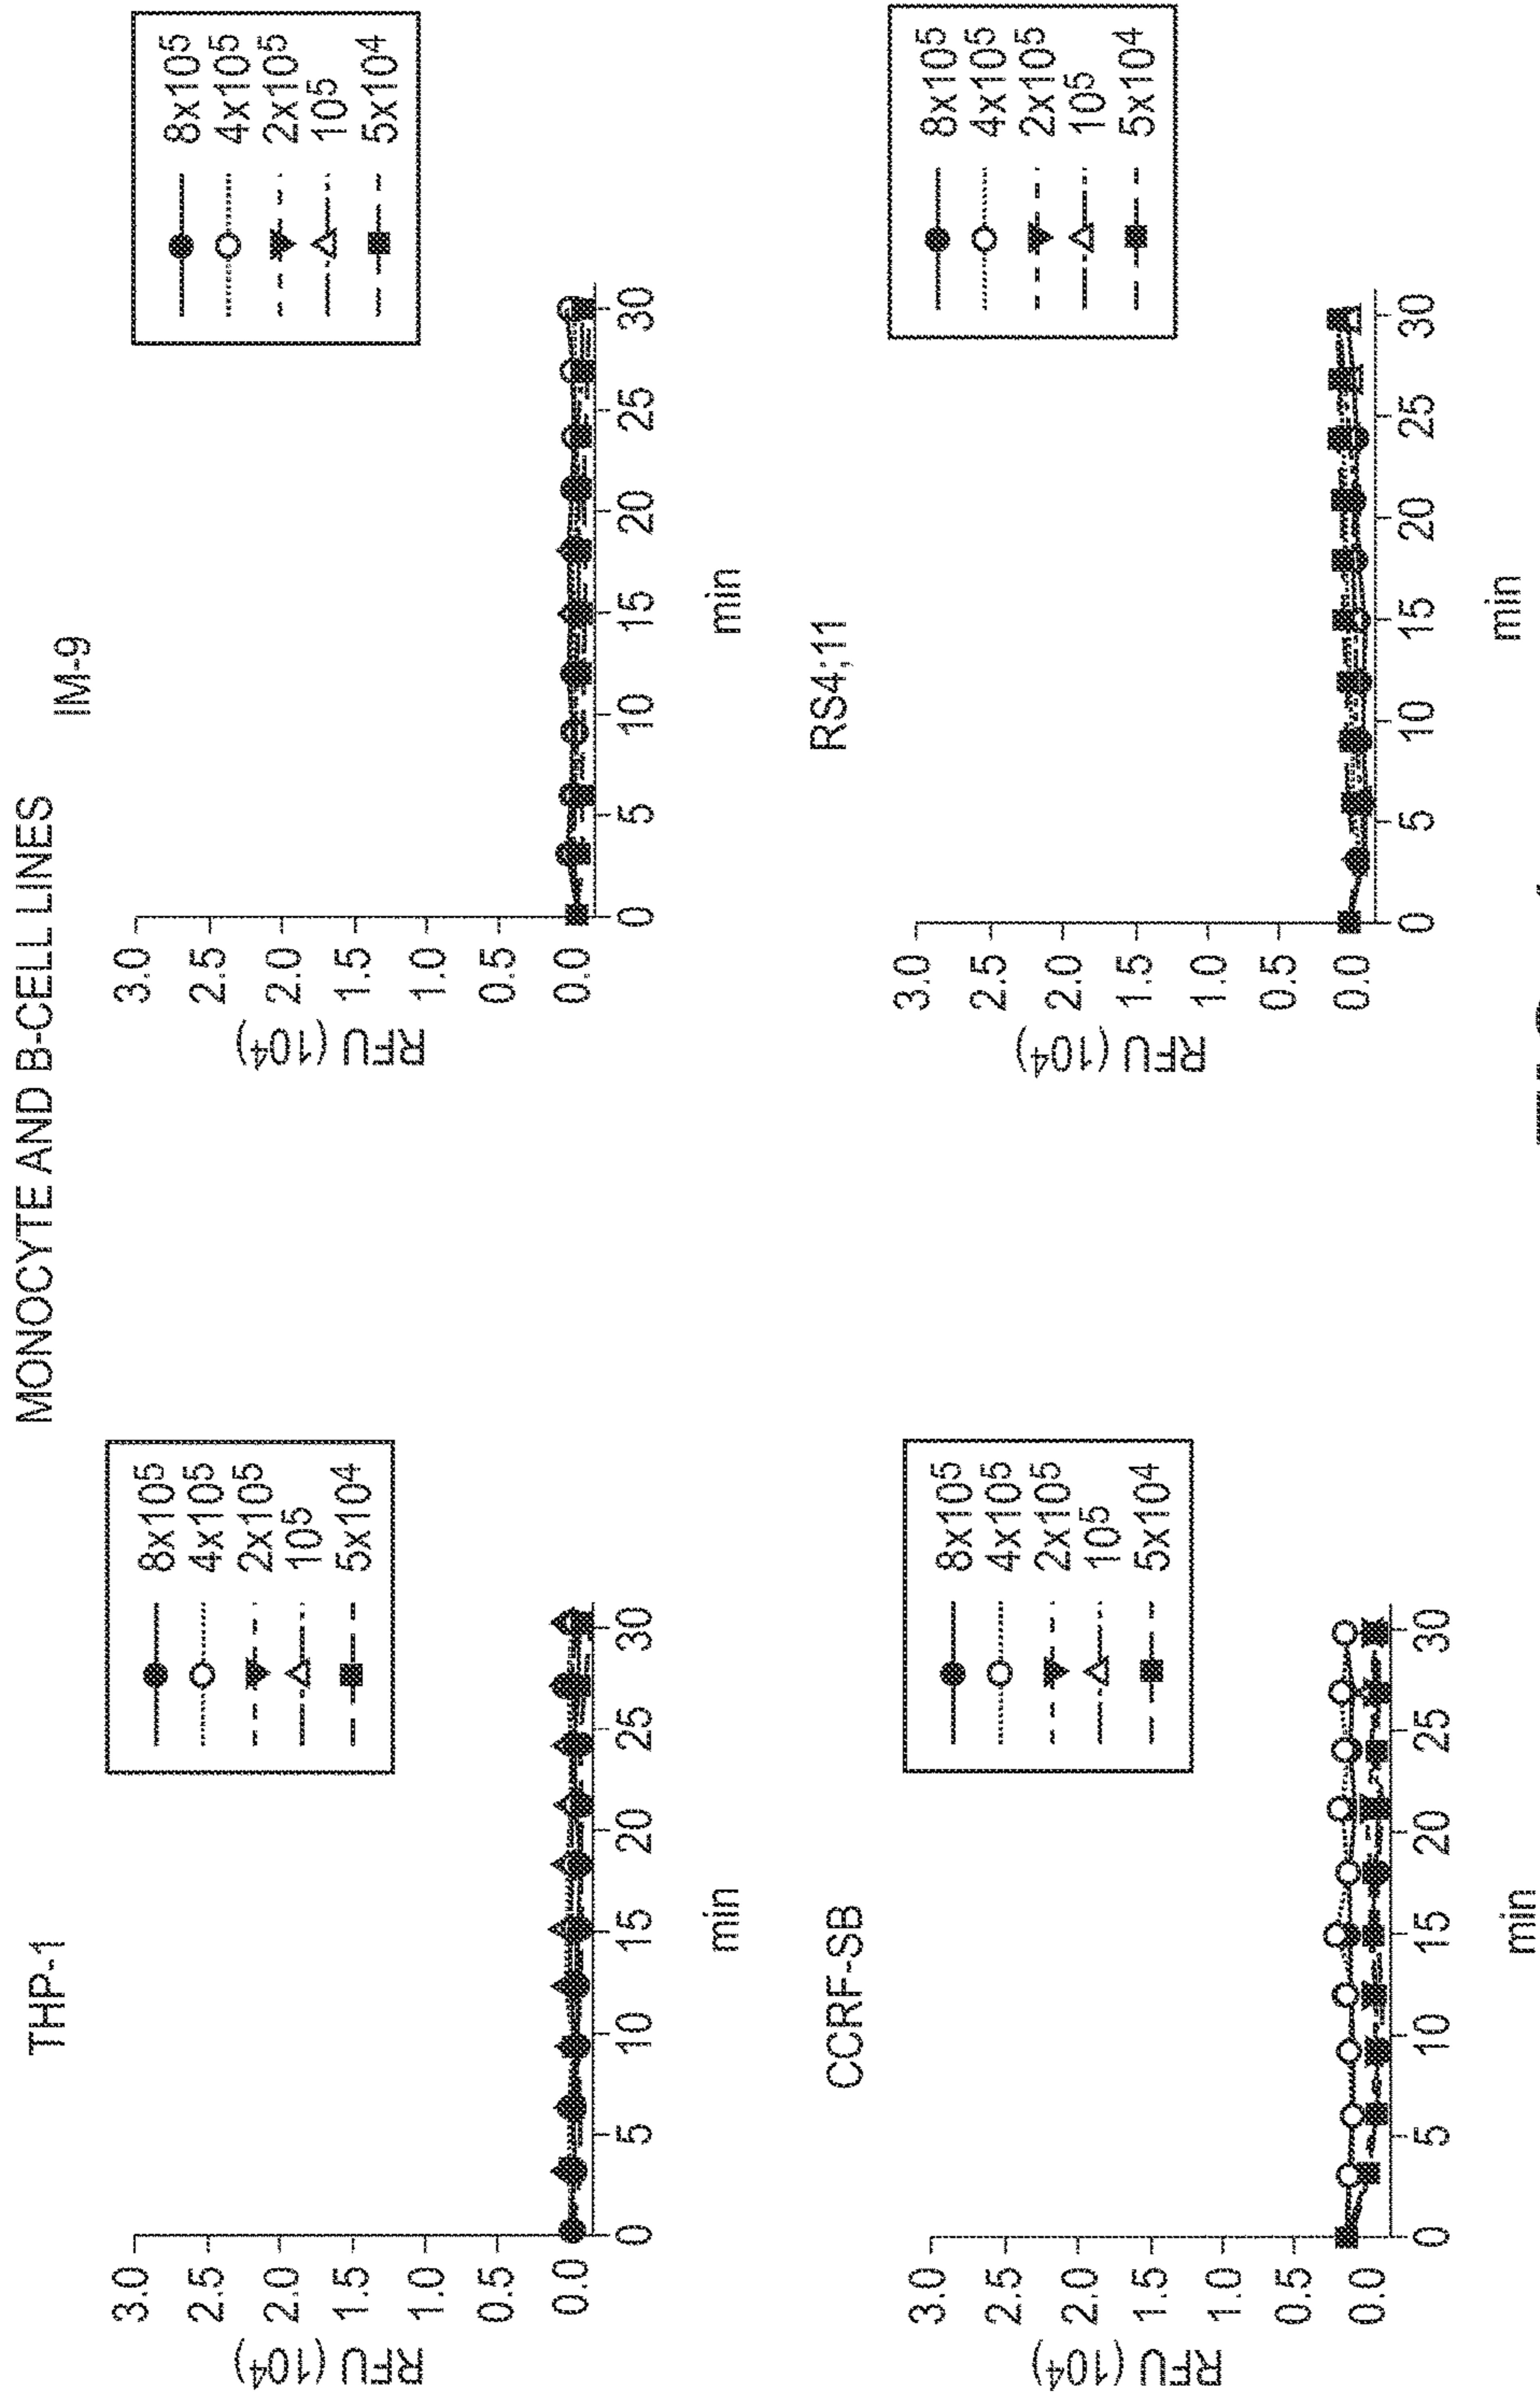 MONOCYTE AND B-CELL LINES
THP-1
RFU (10⁴)
3.0
2.5
2.0
1.5
1.0
0.5
0.0
0 5 10 15 20 25 30
min
8x10⁵
4x10⁵
2x10⁵
10⁵
5x10⁴
IM-9
RFU (10⁴)
3.0
2.5
2.0
1.5
1.0
0.5
0.0
0 5 10 15 20 25 30
min
8x10⁵
4x10⁵
2x10⁵
10⁵
5x10⁴
CCRF-SB
RFU (10⁴)
3.0
2.5
2.0
1.5
1.0
0.5
0.0
0 5 10 15 20 25 30
min
8x10⁵
4x10⁵
2x10⁵
10⁵
5x10⁴
RS4;11
RFU (10⁴)
3.0
2.5
2.0
1.5
1.0
0.5
0.0
0 5 10 15 20 25 30
min
8x10⁵
4x10⁵
2x10⁵
10⁵
5x10⁴